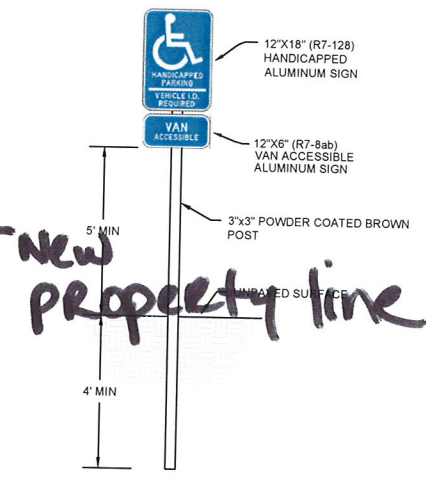 HANDICAPPED
PARKING
VEHICLE I.D.
REQUIRED
VAN
ACCESSIBLE
12"X18" (R7-128)
HANDICAPPED
ALUMINUM SIGN
12"X6" (R7-8ab)
VAN ACCESSIBLE
ALUMINUM SIGN
5' MIN
3"x3" POWDER COATED BROWN
POST
New
property line
UNPAVED SURFACE
4' MIN